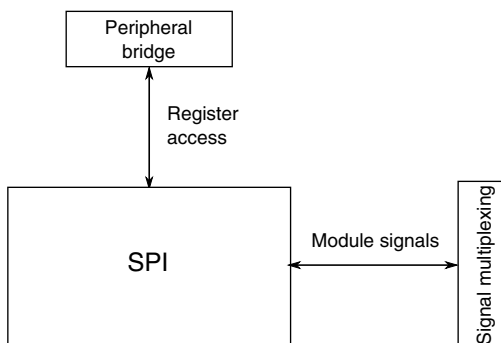 Peripheral
bridge
Register
access
SPI
Module signals
Signal multiplexing